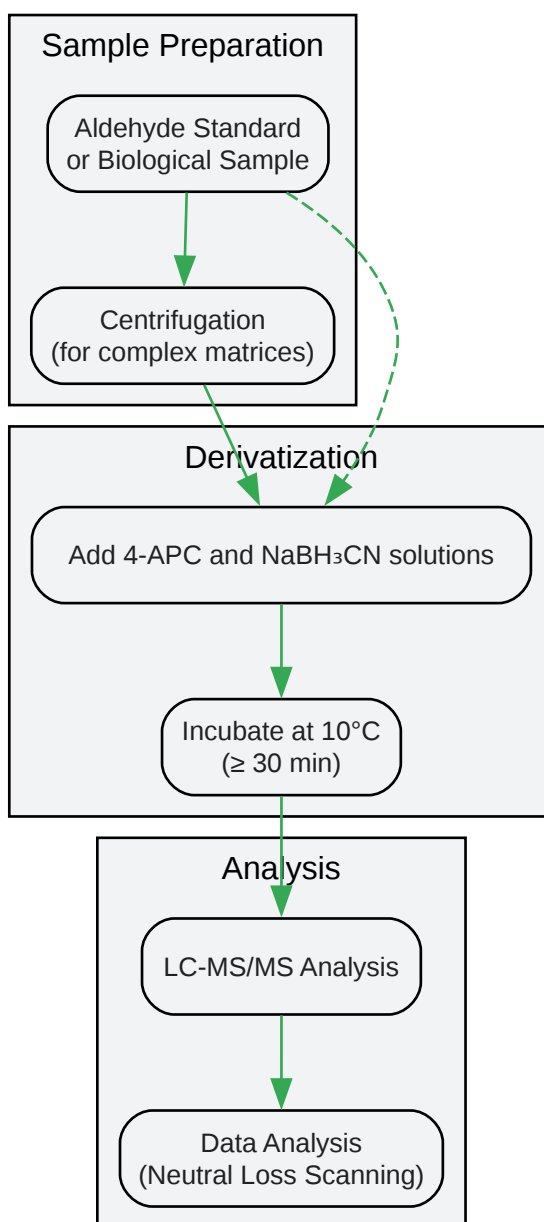 Sample Preparation
Aldehyde Standard
or Biological Sample
Centrifugation
(for complex matrices)
Derivatization
Add 4-APC and NaBH₃CN solutions
Incubate at 10°C
(≥ 30 min)
Analysis
LC-MS/MS Analysis
Data Analysis
(Neutral Loss Scanning)